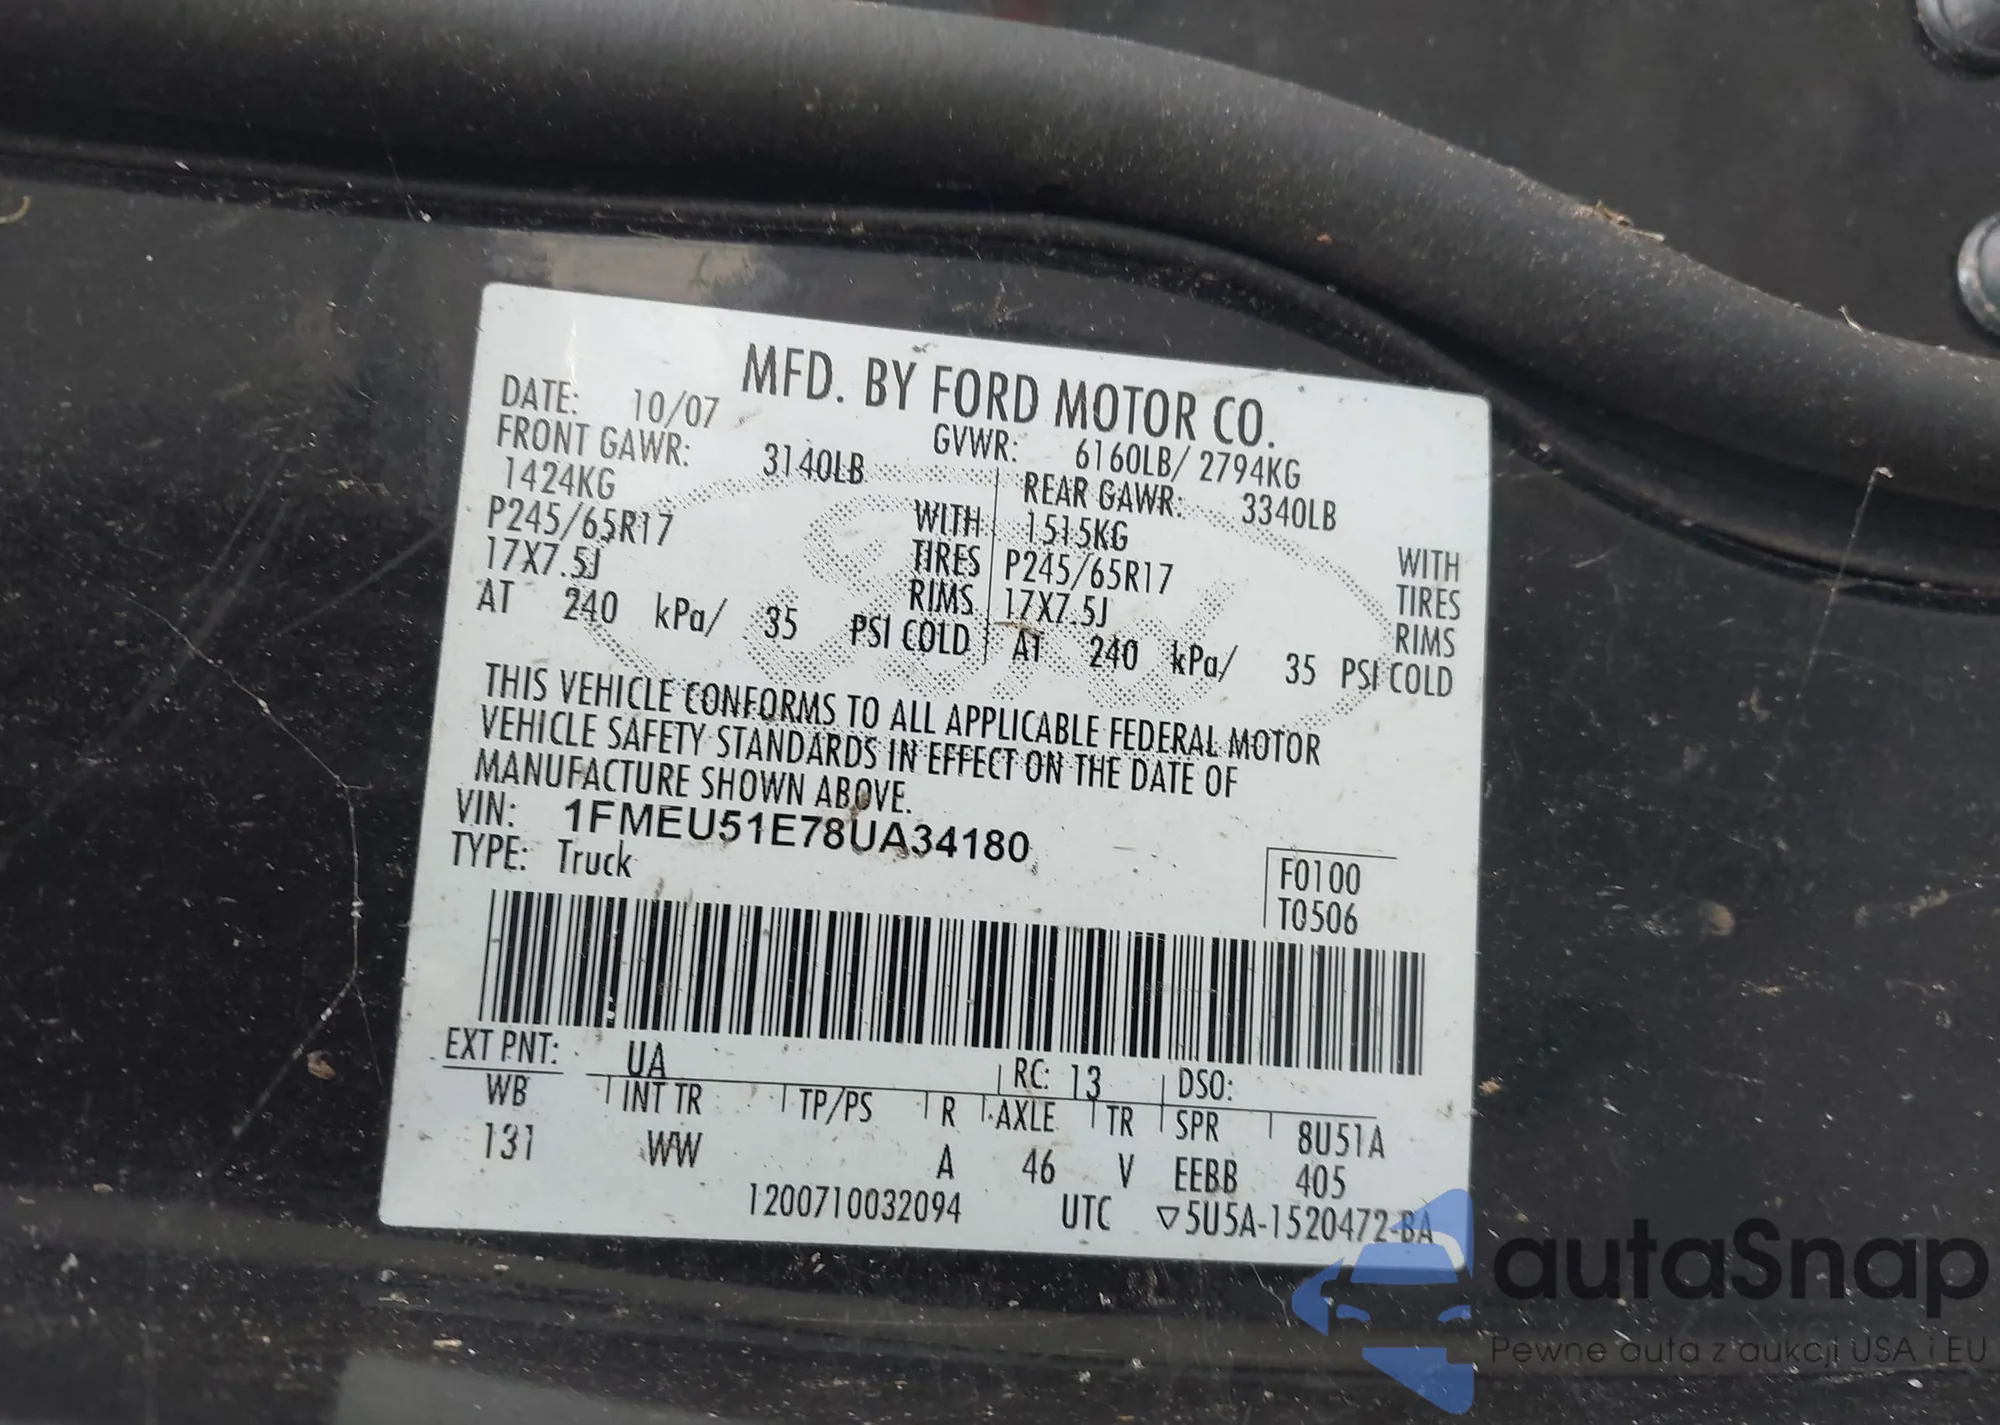 MFD. BY FORD MOTOR CO.
DATE: 10/07 GVWR: 6160LB/ 2794KG
FRONT GAWR: 3140LB REAR GAWR: 3340LB
1424KG WITH 1515KG WITH
P245/65R17 TIRES P245/65R17 TIRES
17X7.5J RIMS 17X7.5J RIMS
AT 240 kPa/ 35 PSI COLD AT 240 kPa/ 35 PSI COLD
THIS VEHICLE CONFORMS TO ALL APPLICABLE FEDERAL MOTOR
VEHICLE SAFETY STANDARDS IN EFFECT ON THE DATE OF
MANUFACTURE SHOWN ABOVE.
VIN: 1FMEU51E78UA34180
TYPE: Truck
F0100
T0506
EXT PNT: UA RC: 13 DSO:
WB INT TR TP/PS R AXLE TR SPR 8U51A
131 WW A 46 V EEBB 405
1200710032094 UTC ▽5U5A-1520472-BA
autaSnap
Pewne auta z aukcji USA i EU